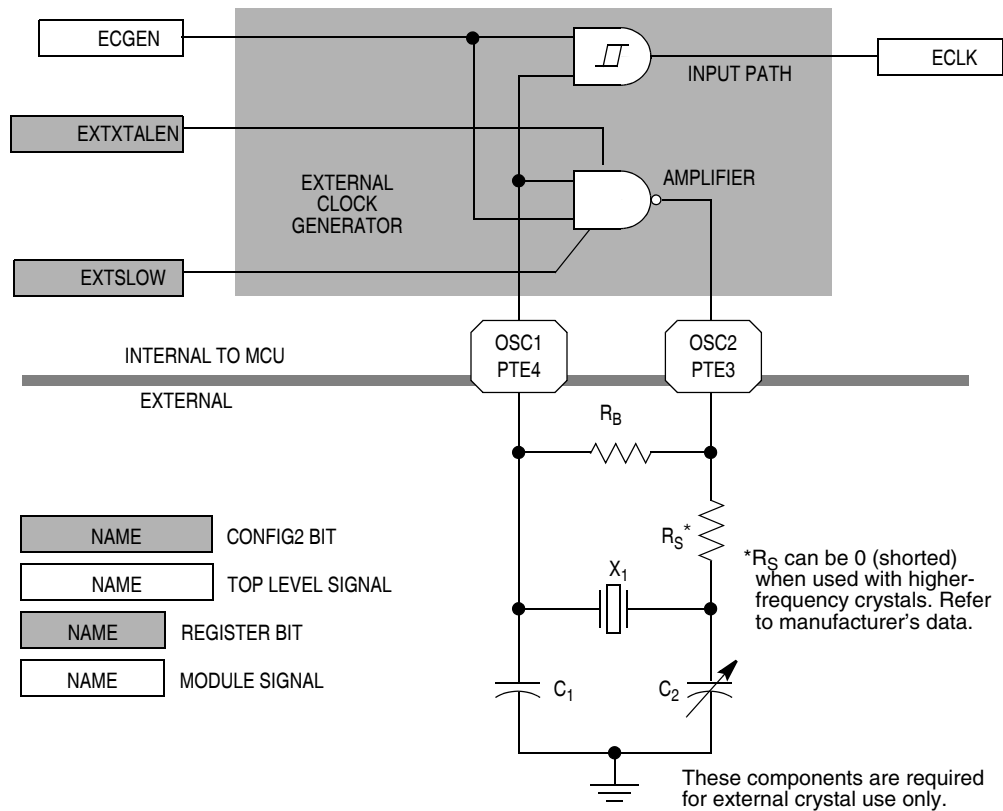 ECGEN
ECLK
INPUT PATH
EXTXTALEN
AMPLIFIER
EXTERNAL
CLOCK
GENERATOR
EXTSLOW
OSC1
PTE4
OSC2
PTE3
INTERNAL TO MCU
EXTERNAL
RB
RS*
X1
*RS can be 0 (shorted)
when used with higher-
frequency crystals. Refer
to manufacturer's data.
NAME CONFIG2 BIT
NAME TOP LEVEL SIGNAL
NAME REGISTER BIT
NAME MODULE SIGNAL
C1
C2
These components are required
for external crystal use only.